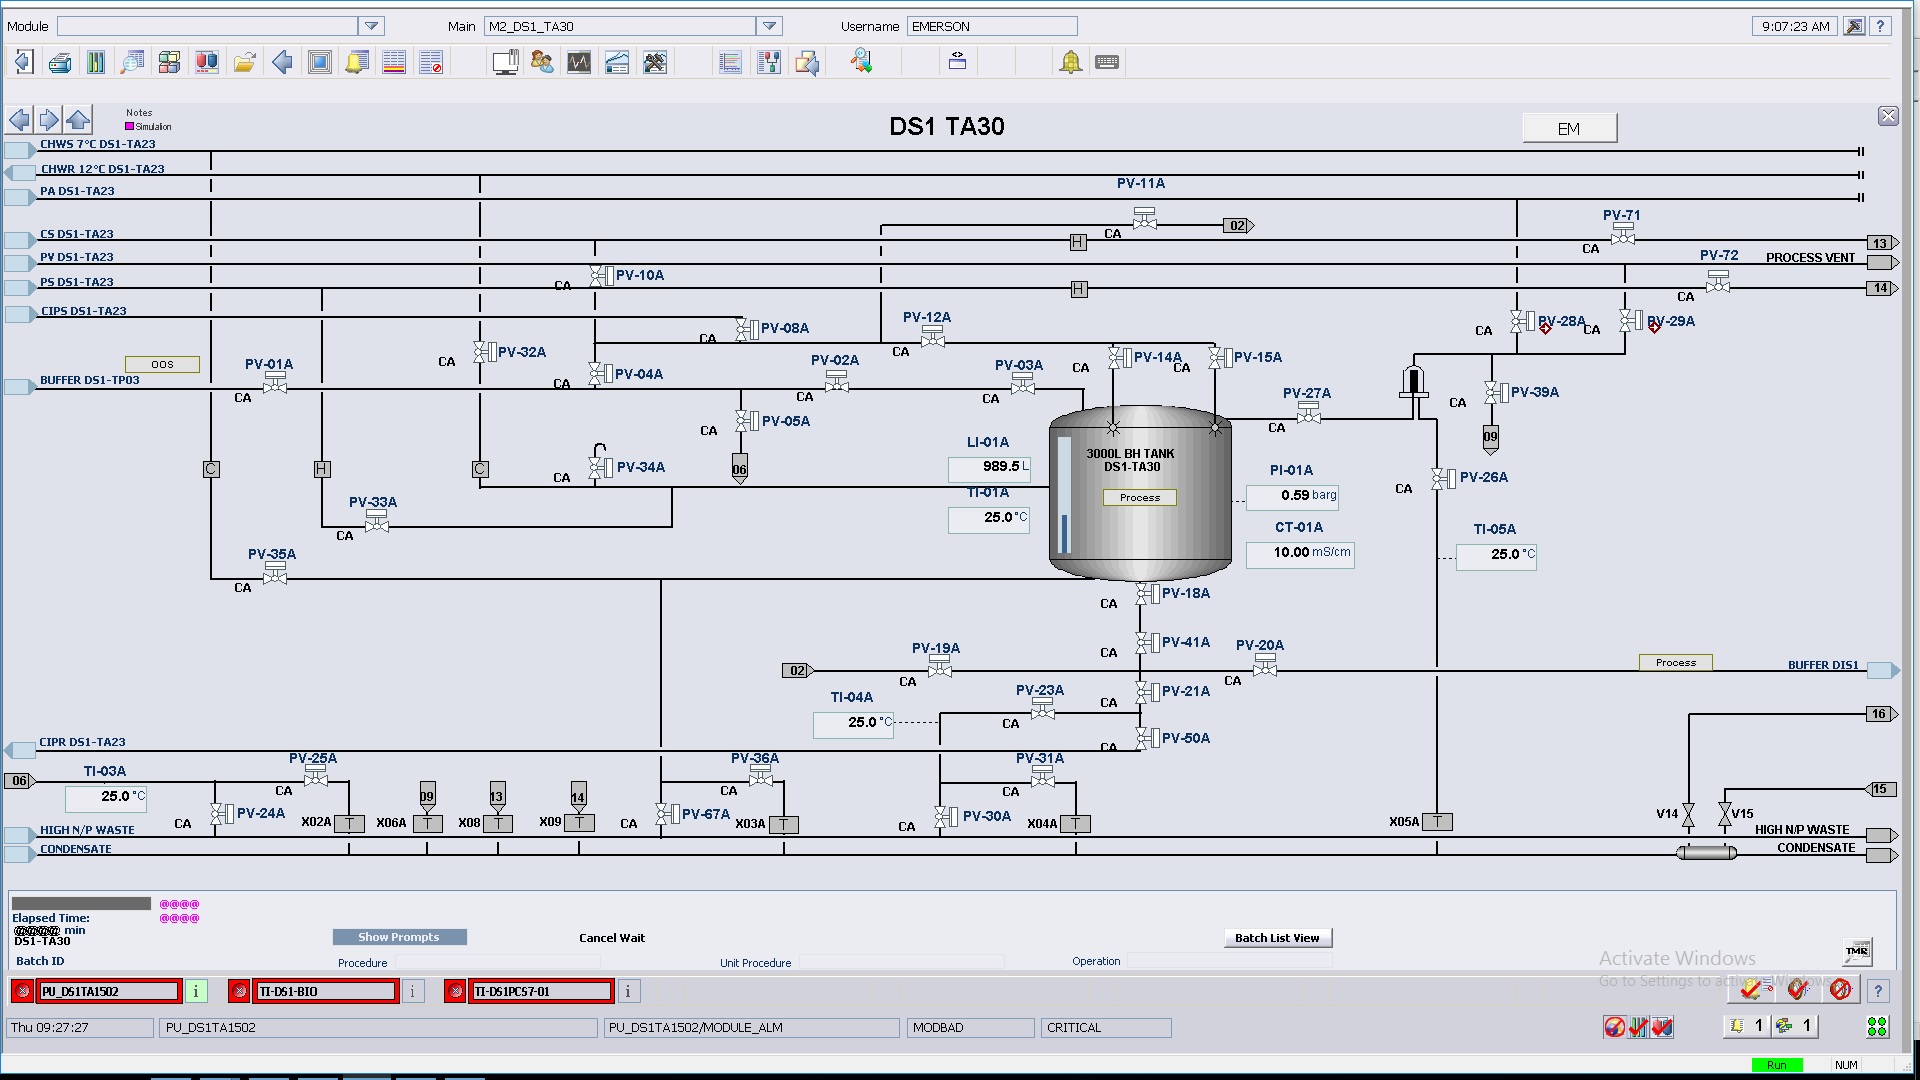 Module
Main M2_DS1_TA30
Username EMERSON
9:07:23 AM
?
Notes
Simulation
DS1 TA30
EM
CHWS 7°C DS1-TA23
CHWR 12°C DS1-TA23
PA DS1-TA23
PV-11A
CA
02
PV-71
CA
13
CS DS1-TA23
H
PV DS1-TA23
PV-72
CA
PROCESS VENT
PV-10A
CA
PS DS1-TA23
H
14
CIPS DS1-TA23
PV-08A
CA
PV-12A
CA
PV-28A
CA
PV-29A
CA
PV-32A
CA
OOS
PV-01A
CA
PV-04A
CA
PV-02A
CA
PV-03A
CA
PV-14A
CA
PV-15A
CA
BUFFER DS1-TP03
PV-27A
CA
PV-39A
CA
09
PV-05A
CA
06
LI-01A
989.5 L
TI-01A
25.0 °C
3000L BH TANK
DS1-TA30
Process
PI-01A
0.59 barg
CT-01A
10.00 mS/cm
PV-26A
CA
TI-05A
25.0 °C
C
H
C
PV-34A
CA
PV-33A
CA
PV-35A
CA
PV-18A
CA
PV-41A
CA
02
PV-19A
CA
PV-20A
CA
Process
BUFFER DIS1
TI-04A
25.0 °C
PV-23A
CA
PV-21A
CA
PV-50A
CA
16
CIPR DS1-TA23
06
TI-03A
25.0 °C
PV-25A
CA
PV-24A
CA
PV-36A
CA
PV-31A
CA
15
X02A T
09
X06A T
13
X08 T
14
X09 T
PV-67A
CA
X03A T
PV-30A
CA
X04A T
X05A T
V14
V15
HIGH N/P WASTE
HIGH N/P WASTE
CONDENSATE
CONDENSATE
@@@@
Elapsed Time: @@@@
@@@@ min
DS1-TA30
Show Prompts
Cancel Wait
Batch List View
TMR
Batch ID
Procedure
Unit Procedure
Operation
Activate Windows
Go to Settings to activate Windows.
PU_DS1TA1502 i
TI-DS1-BIO i
TI-DS1PCS7-01 i
?
Thu 09:27:27
PU_DS1TA1502
PU_DS1TA1502/MODULE_ALM
MODBAD
CRITICAL
1
1
Run
NUM